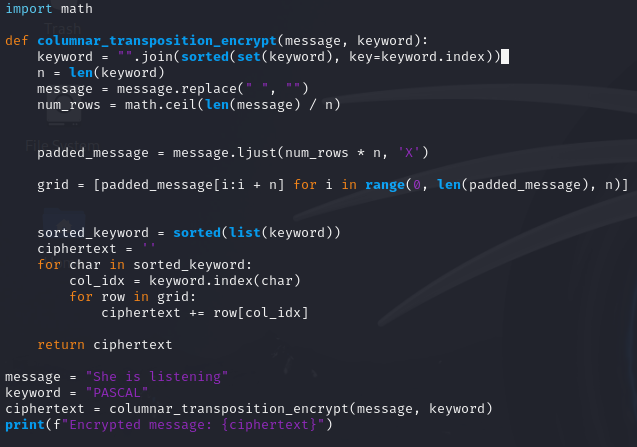 import math
Trash
def columnar_transposition_encrypt(message, keyword):
    keyword = "".join(sorted(set(keyword), key=keyword.index))
    n = len(keyword)
    message = message.replace(" ", "")
    num_rows = math.ceil(len(message) / n)
File System
    padded_message = message.ljust(num_rows * n, 'X')
    grid = [padded_message[i:i + n] for i in range(0, len(padded_message), n)]
    sorted_keyword = sorted(list(keyword))
    ciphertext = ''
    for char in sorted_keyword:
        col_idx = keyword.index(char)
        for row in grid:
            ciphertext += row[col_idx]
    return ciphertext
message = "She is listening"
keyword = "PASCAL"
ciphertext = columnar_transposition_encrypt(message, keyword)
print(f"Encrypted message: {ciphertext}")